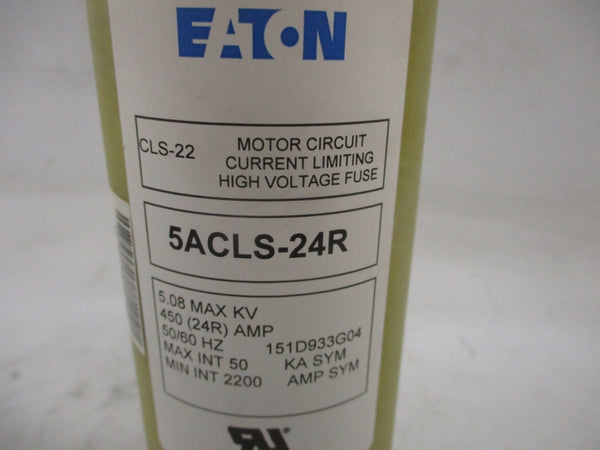 EATON
CLS-22
MOTOR CIRCUIT
CURRENT LIMITING
HIGH VOLTAGE FUSE
5ACLS-24R
5.08 MAX KV
450 (24R) AMP
50/60 HZ 151D933G04
MAX INT 50 KA SYM
MIN INT 2200 AMP SYM